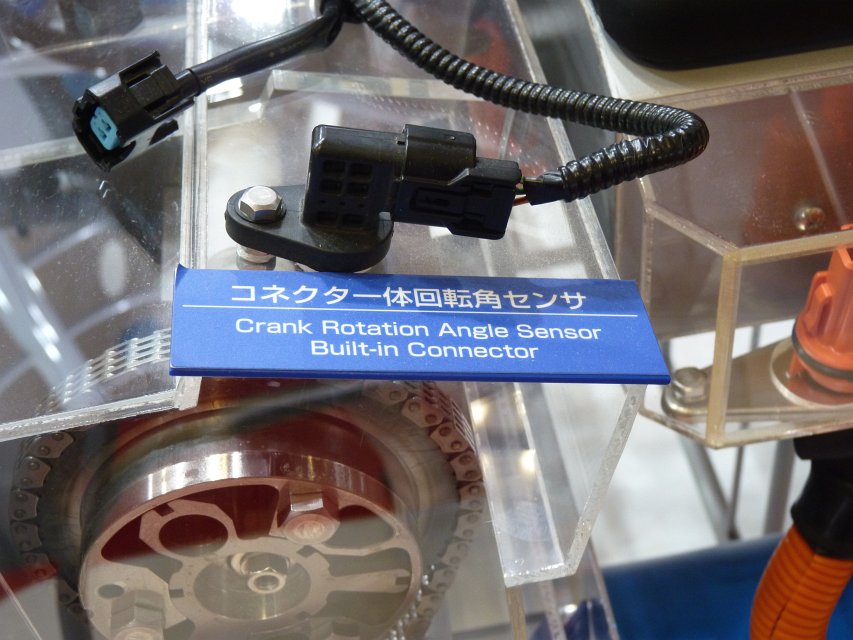 コネクタ一体回転角センサ
Crank Rotation Angle Sensor
Built-in Connector